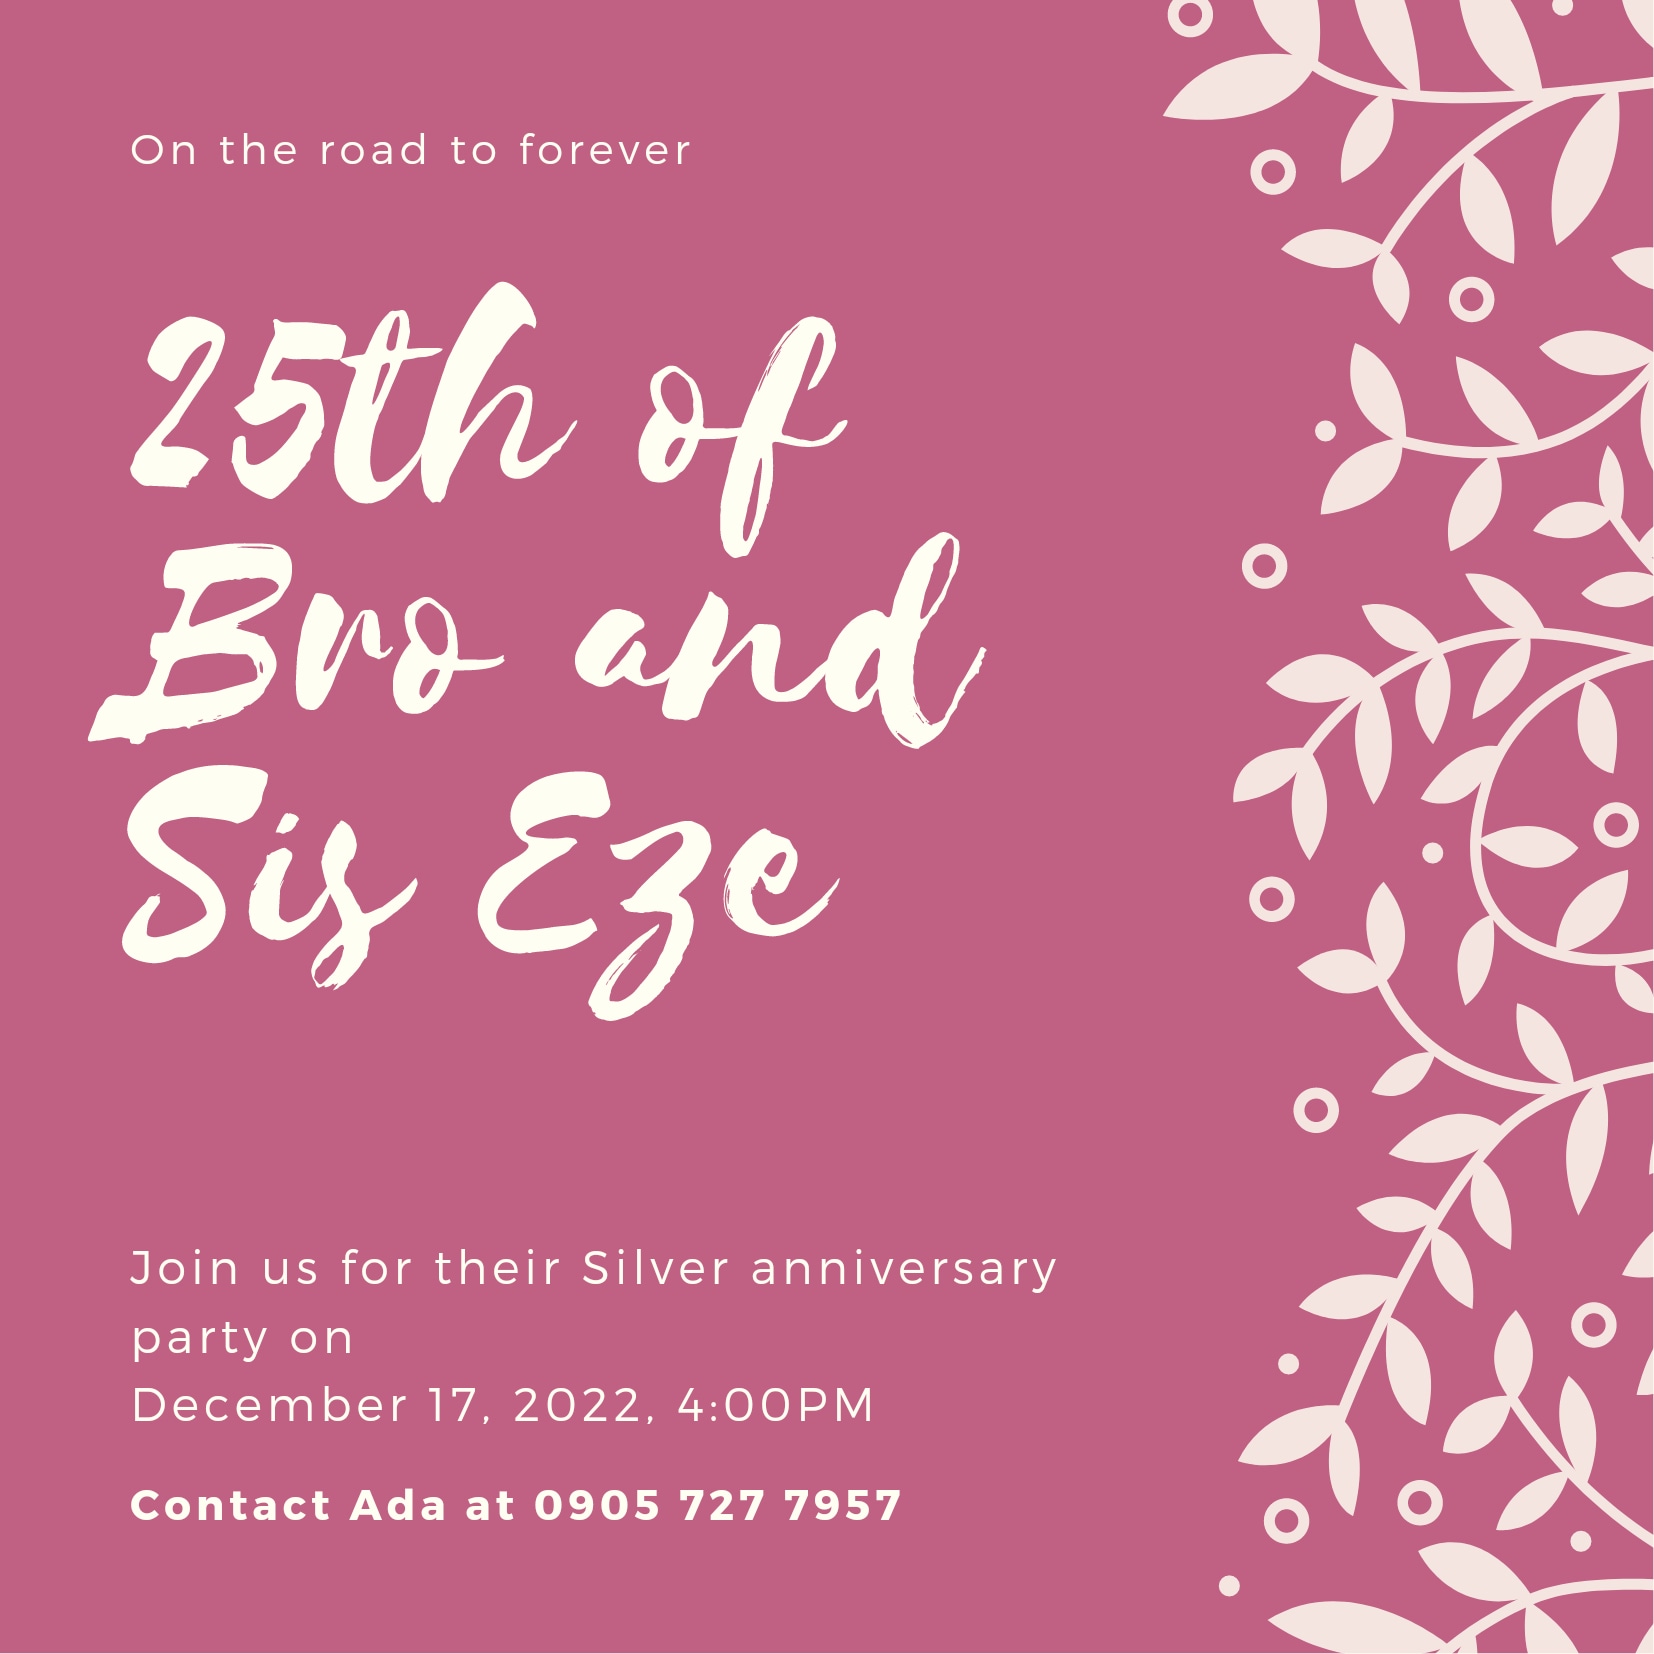 On the road to forever
25th of
Bro and
Sis Eze
Join us for their Silver anniversary
party on
December 17, 2022, 4:00PM
Contact Ada at 0905 727 7957